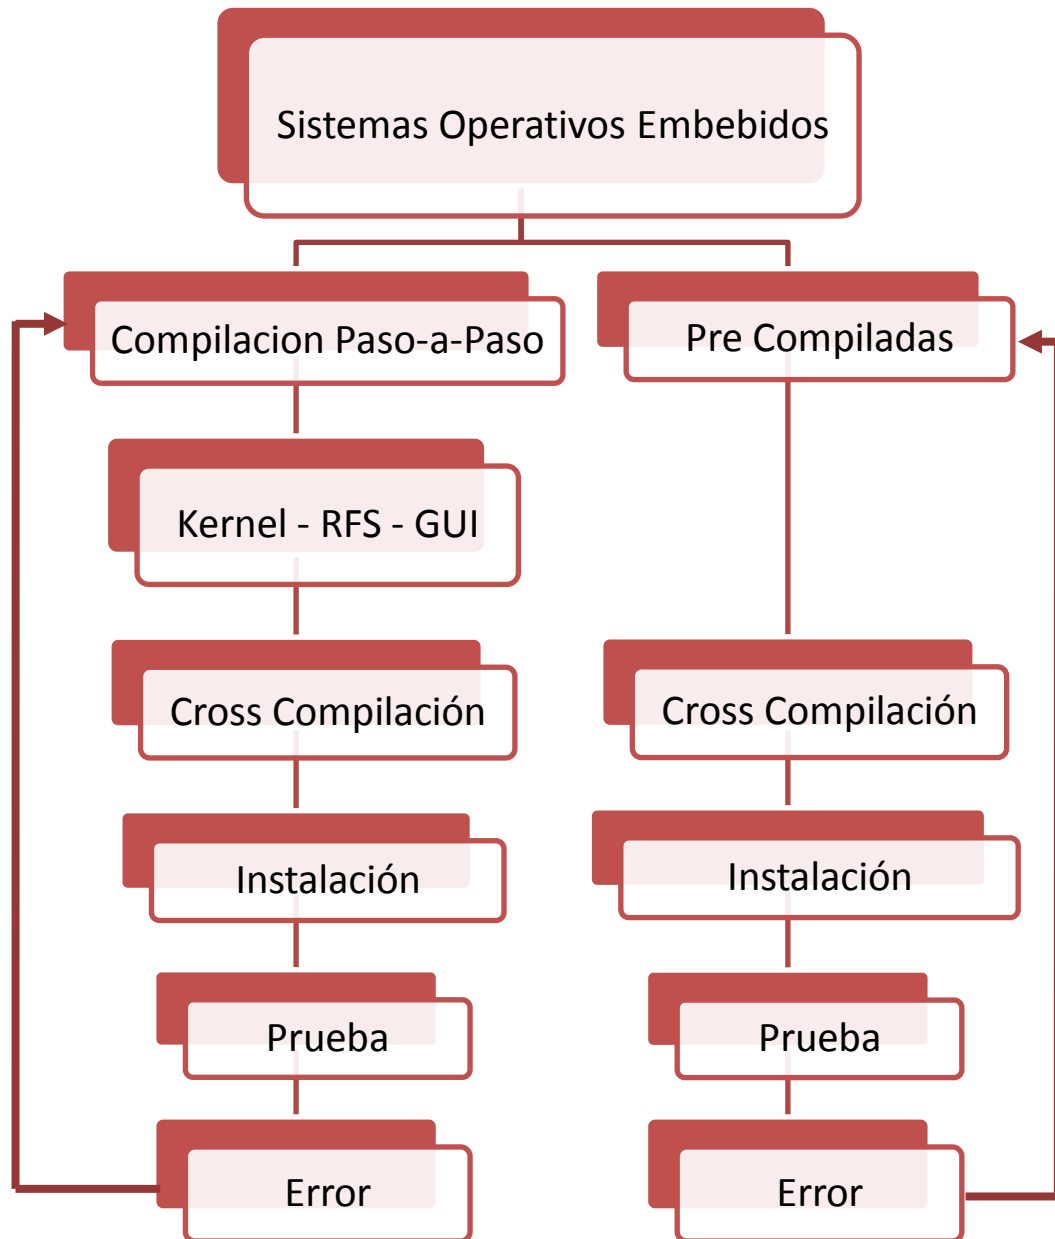 Sistemas Operativos Embebidos
Compilacion Paso-a-Paso
Pre Compiladas
Kernel - RFS - GUI
Cross Compilación
Cross Compilación
Instalación
Instalación
Prueba
Prueba
Error
Error